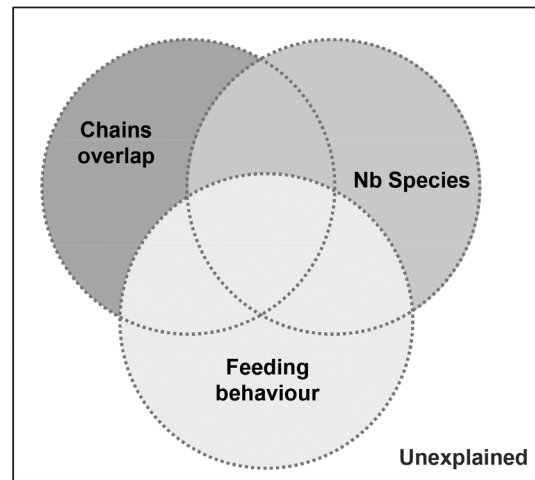 Chains
overlap
Nb Species
Feeding
behaviour
Unexplained